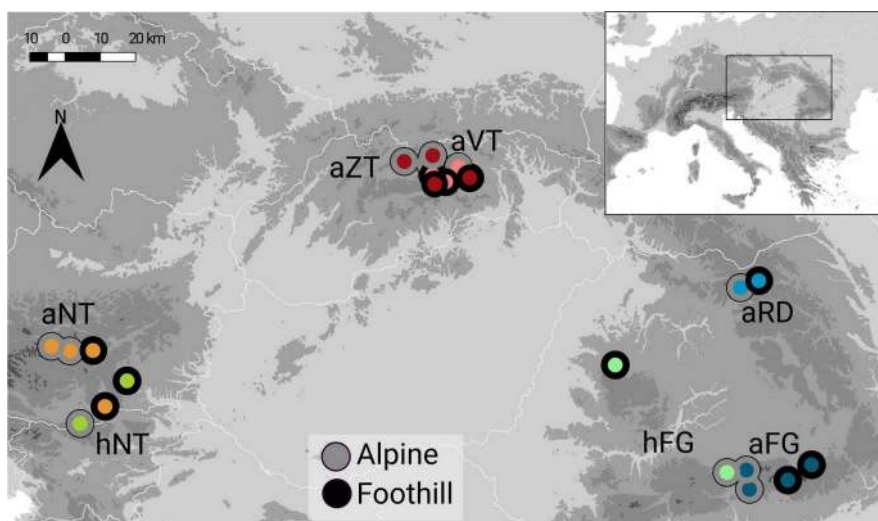 10 0 10 20 km
N
aVT
aZT
aRD
aNT
hNT
hFG aFG
Alpine
Foothill